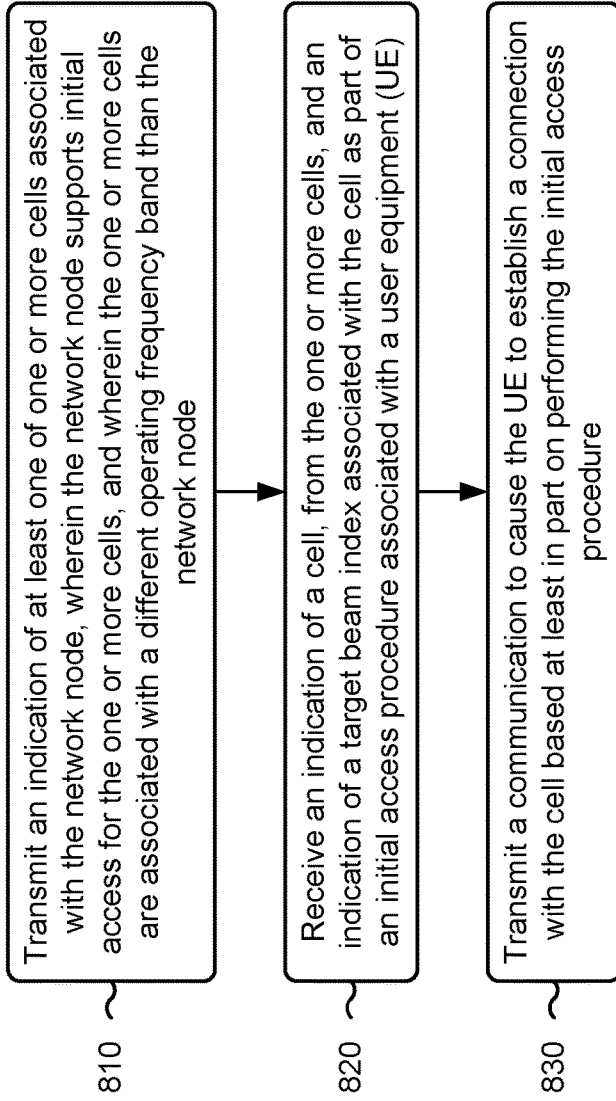 810
Transmit an indication of at least one of one or more cells associated
with the network node, wherein the network node supports initial
access for the one or more cells, and wherein the one or more cells
are associated with a different operating frequency band than the
network node
820
Receive an indication of a cell, from the one or more cells, and an
indication of a target beam index associated with the cell as part of
an initial access procedure associated with a user equipment (UE)
830
Transmit a communication to cause the UE to establish a connection
with the cell based at least in part on performing the initial access
procedure